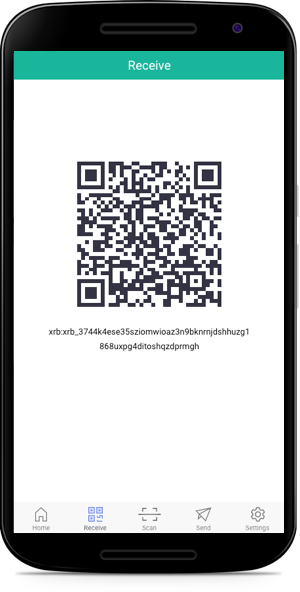 Receive
xrb:xrb_3744k4ese35sziomwioaz3n9bknrnjdshhuzg1
868uxpg4ditoshqzdprmgh
Home
Receive
Scan
Send
Settings